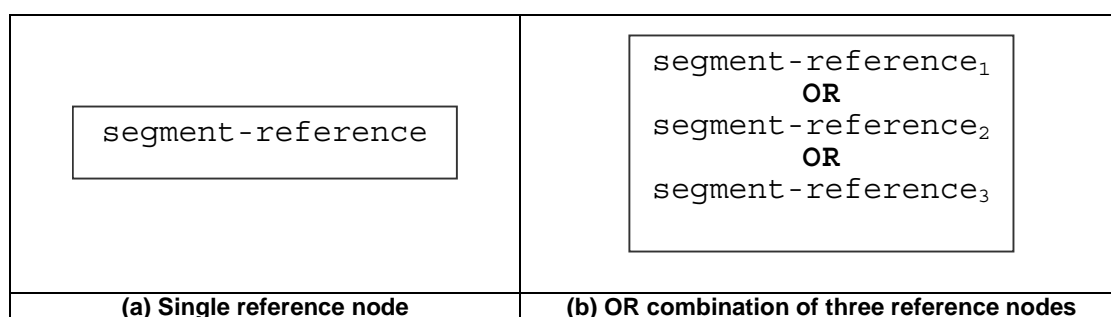 segment-reference
segment-reference₁
OR
segment-reference₂
OR
segment-reference₃
(a) Single reference node
(b) OR combination of three reference nodes